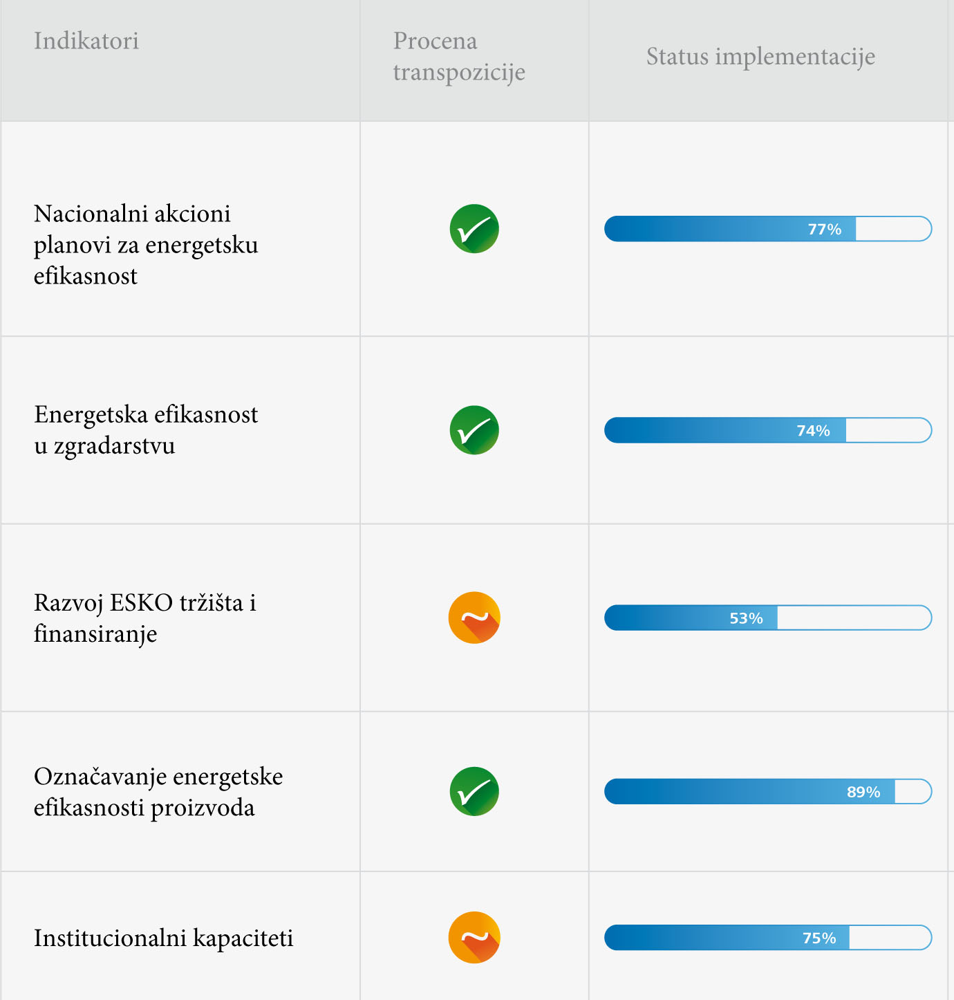 Indikatori
Procena
transpozicije
Status implementacije
Nacionalni akcioni
planovi za energetsku
efikasnost
77%
Energetska efikasnost
u zgradarstvu
74%
Razvoj ESKO tržišta i
finansiranje
53%
Označavanje energetske
efikasnosti proizvoda
89%
Institucionalni kapaciteti
75%